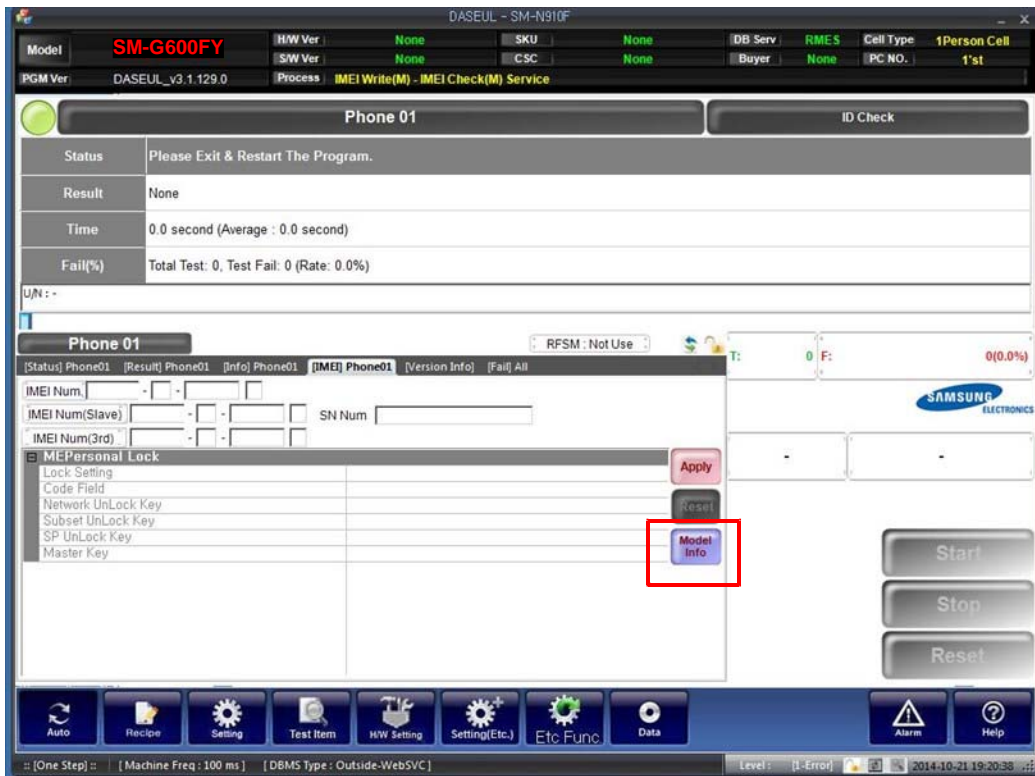 DASEUL - SM-N910F
Model SM-G600FY H/W Ver None SKU None DB Serv RMES Cell Type 1Person Cell
S/W Ver None CSC None Buyer None PC NO. 1'st
PGM Ver DASEUL_v3.1.129.0 Process IMEI Write(M) - IMEI Check(M) Service
Phone 01 ID Check
Status Please Exit & Restart The Program.
Result None
Time 0.0 second (Average : 0.0 second)
Fail(%) Total Test: 0, Test Fail: 0 (Rate: 0.0%)
U/N : -
Phone 01 RFSM : Not Use T: 0 F: 0(0.0%)
[Status] Phone01 [Result] Phone01 [Info] Phone01 [IMEI] Phone01 [Version Info] [Fail] All
IMEI Num. - -
SAMSUNG
ELECTRONICS
IMEI Num(Slave) - - SN Num
IMEI Num(3rd) - -
MEPersonal Lock
- -
Lock Setting
Apply
Code Field
Network UnLock Key
Reset
Subset UnLock Key
SP UnLock Key
Model
Info
Master Key
Start
Stop
Reset
Auto Recipe Setting Test Item H/W Setting Setting(Etc.) Etc Func. Data Alarm Help
:: [One Step] :: [ Machine Freq : 100 ms ] [ DBMS Type : Outside-WebSVC ] Level : [1-Error] 2014-10-21 19:20:38